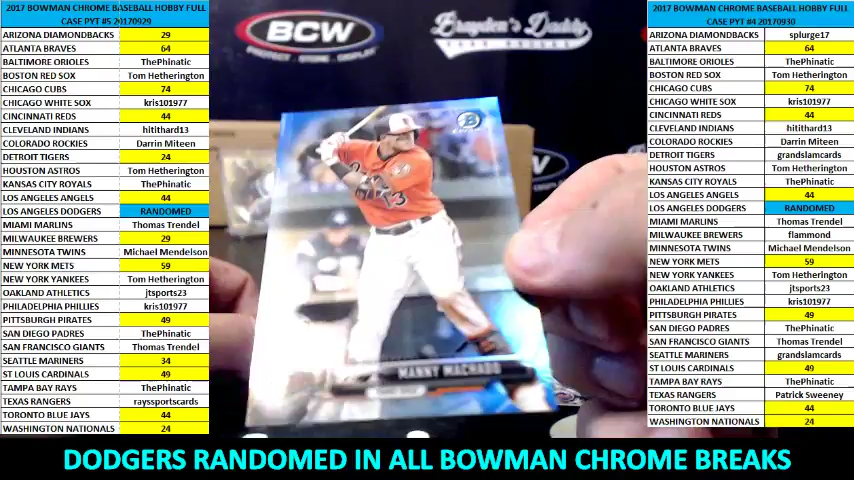 2017 BOWMAN CHROME BASEBALL HOBBY FULL
CASE PYT #5 20170929
ARIZONA DIAMONDBACKS 29
ATLANTA BRAVES 64
BALTIMORE ORIOLES ThePhinatic
BOSTON RED SOX Tom Hetherington
CHICAGO CUBS 74
CHICAGO WHITE SOX kris101977
CINCINNATI REDS 44
CLEVELAND INDIANS hitithard13
COLORADO ROCKIES Darrin Miteen
DETROIT TIGERS 24
HOUSTON ASTROS Tom Hetherington
KANSAS CITY ROYALS ThePhinatic
LOS ANGELES ANGELS 44
LOS ANGELES DODGERS RANDOMED
MIAMI MARLINS Thomas Trendel
MILWAUKEE BREWERS 29
MINNESOTA TWINS Michael Mendelson
NEW YORK METS 59
NEW YORK YANKEES Tom Hetherington
OAKLAND ATHLETICS jtsports23
PHILADELPHIA PHILLIES kris101977
PITTSBURGH PIRATES 49
SAN DIEGO PADRES ThePhinatic
SAN FRANCISCO GIANTS Thomas Trendel
SEATTLE MARINERS 34
ST LOUIS CARDINALS 49
TAMPA BAY RAYS ThePhinatic
TEXAS RANGERS rayssportscards
TORONTO BLUE JAYS 44
WASHINGTON NATIONALS 24
BCW
PROTECT · STORE · DISPLAY
Brayden's Daddy
BCW
13
MANNY MACHADO
2017 BOWMAN CHROME BASEBALL HOBBY FULL
CASE PYT #4 20170930
ARIZONA DIAMONDBACKS splurge17
ATLANTA BRAVES 64
BALTIMORE ORIOLES ThePhinatic
BOSTON RED SOX Tom Hetherington
CHICAGO CUBS 74
CHICAGO WHITE SOX kris101977
CINCINNATI REDS 44
CLEVELAND INDIANS hitithard13
COLORADO ROCKIES Darrin Miteen
DETROIT TIGERS grandslamcards
HOUSTON ASTROS Tom Hetherington
KANSAS CITY ROYALS ThePhinatic
LOS ANGELES ANGELS 44
LOS ANGELES DODGERS RANDOMED
MIAMI MARLINS Thomas Trendel
MILWAUKEE BREWERS flammond
MINNESOTA TWINS Michael Mendelson
NEW YORK METS 59
NEW YORK YANKEES Tom Hetherington
OAKLAND ATHLETICS jtsports23
PHILADELPHIA PHILLIES kris101977
PITTSBURGH PIRATES 49
SAN DIEGO PADRES ThePhinatic
SAN FRANCISCO GIANTS Thomas Trendel
SEATTLE MARINERS grandslamcards
ST LOUIS CARDINALS 49
TAMPA BAY RAYS ThePhinatic
TEXAS RANGERS Patrick Sweeney
TORONTO BLUE JAYS 44
WASHINGTON NATIONALS 24
DODGERS RANDOMED IN ALL BOWMAN CHROME BREAKS